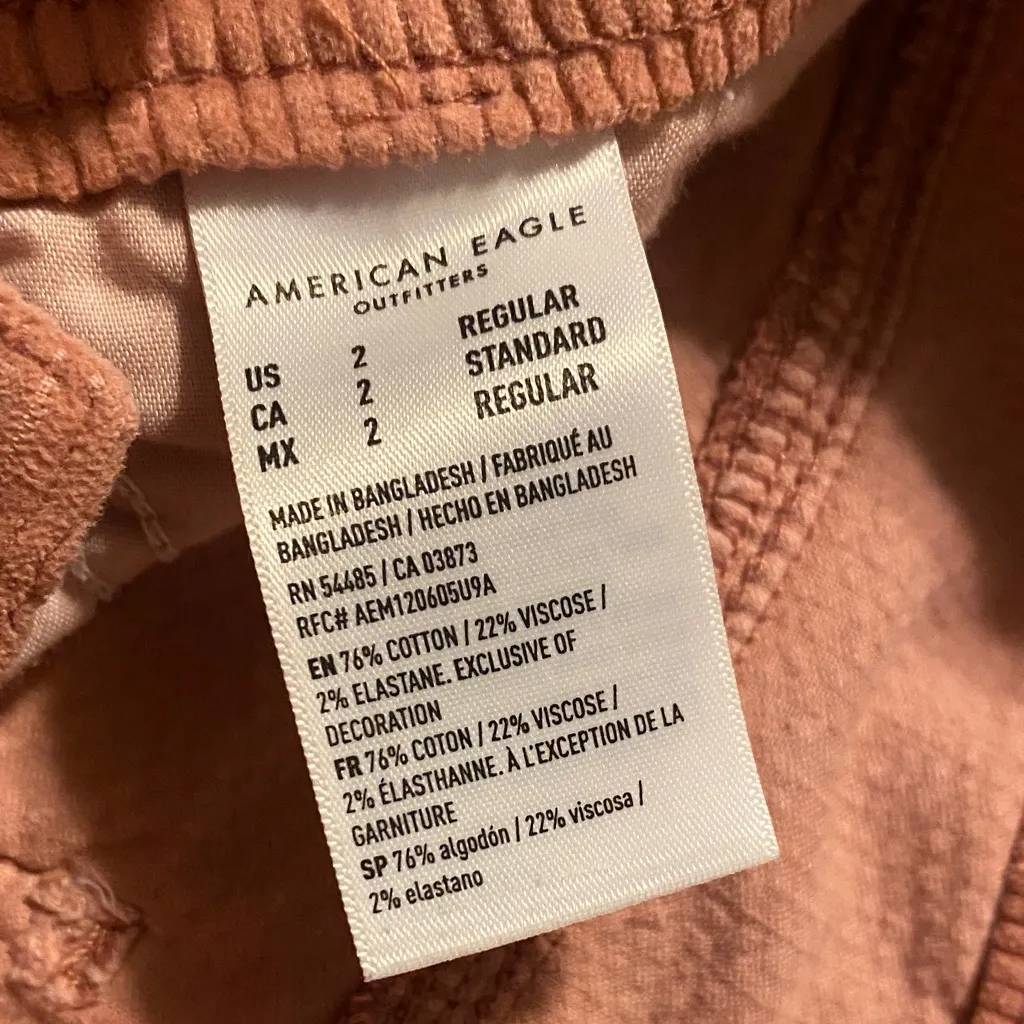 AMERICAN EAGLE
OUTFITTERS
US 2 REGULAR
CA 2 STANDARD
MX 2 REGULAR
MADE IN BANGLADESH / FABRIQUÉ AU
BANGLADESH / HECHO EN BANGLADESH
RN 54485 / CA 03873
RFC# AEM120605U9A
EN 76% COTTON / 22% VISCOSE /
2% ELASTANE. EXCLUSIVE OF
DECORATION
FR 76% COTON / 22% VISCOSE /
2% ÉLASTHANNE. À L'EXCEPTION DE LA
GARNITURE
SP 76% algodón / 22% viscosa /
2% elastano